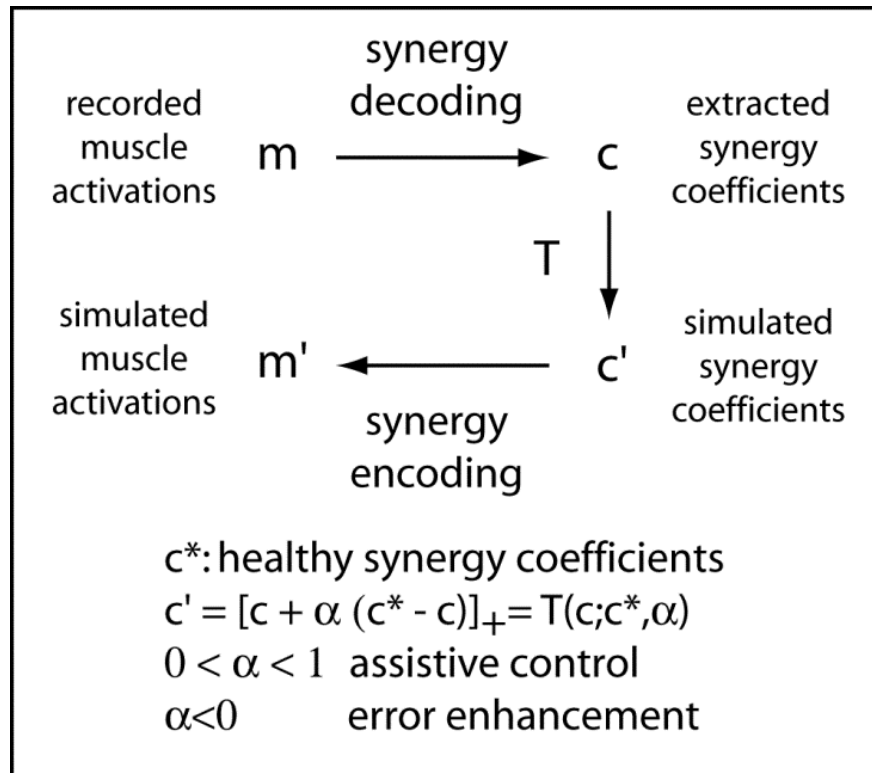 synergy
decoding
recorded
muscle
activations
m
c
extracted
synergy
coefficients
T
simulated
muscle
activations
m'
c'
simulated
synergy
coefficients
synergy
encoding
c*: healthy synergy coefficients
c' = [c + α (c* - c)]₊= T(c;c*,α)
0 < α < 1 assistive control
α<0 error enhancement